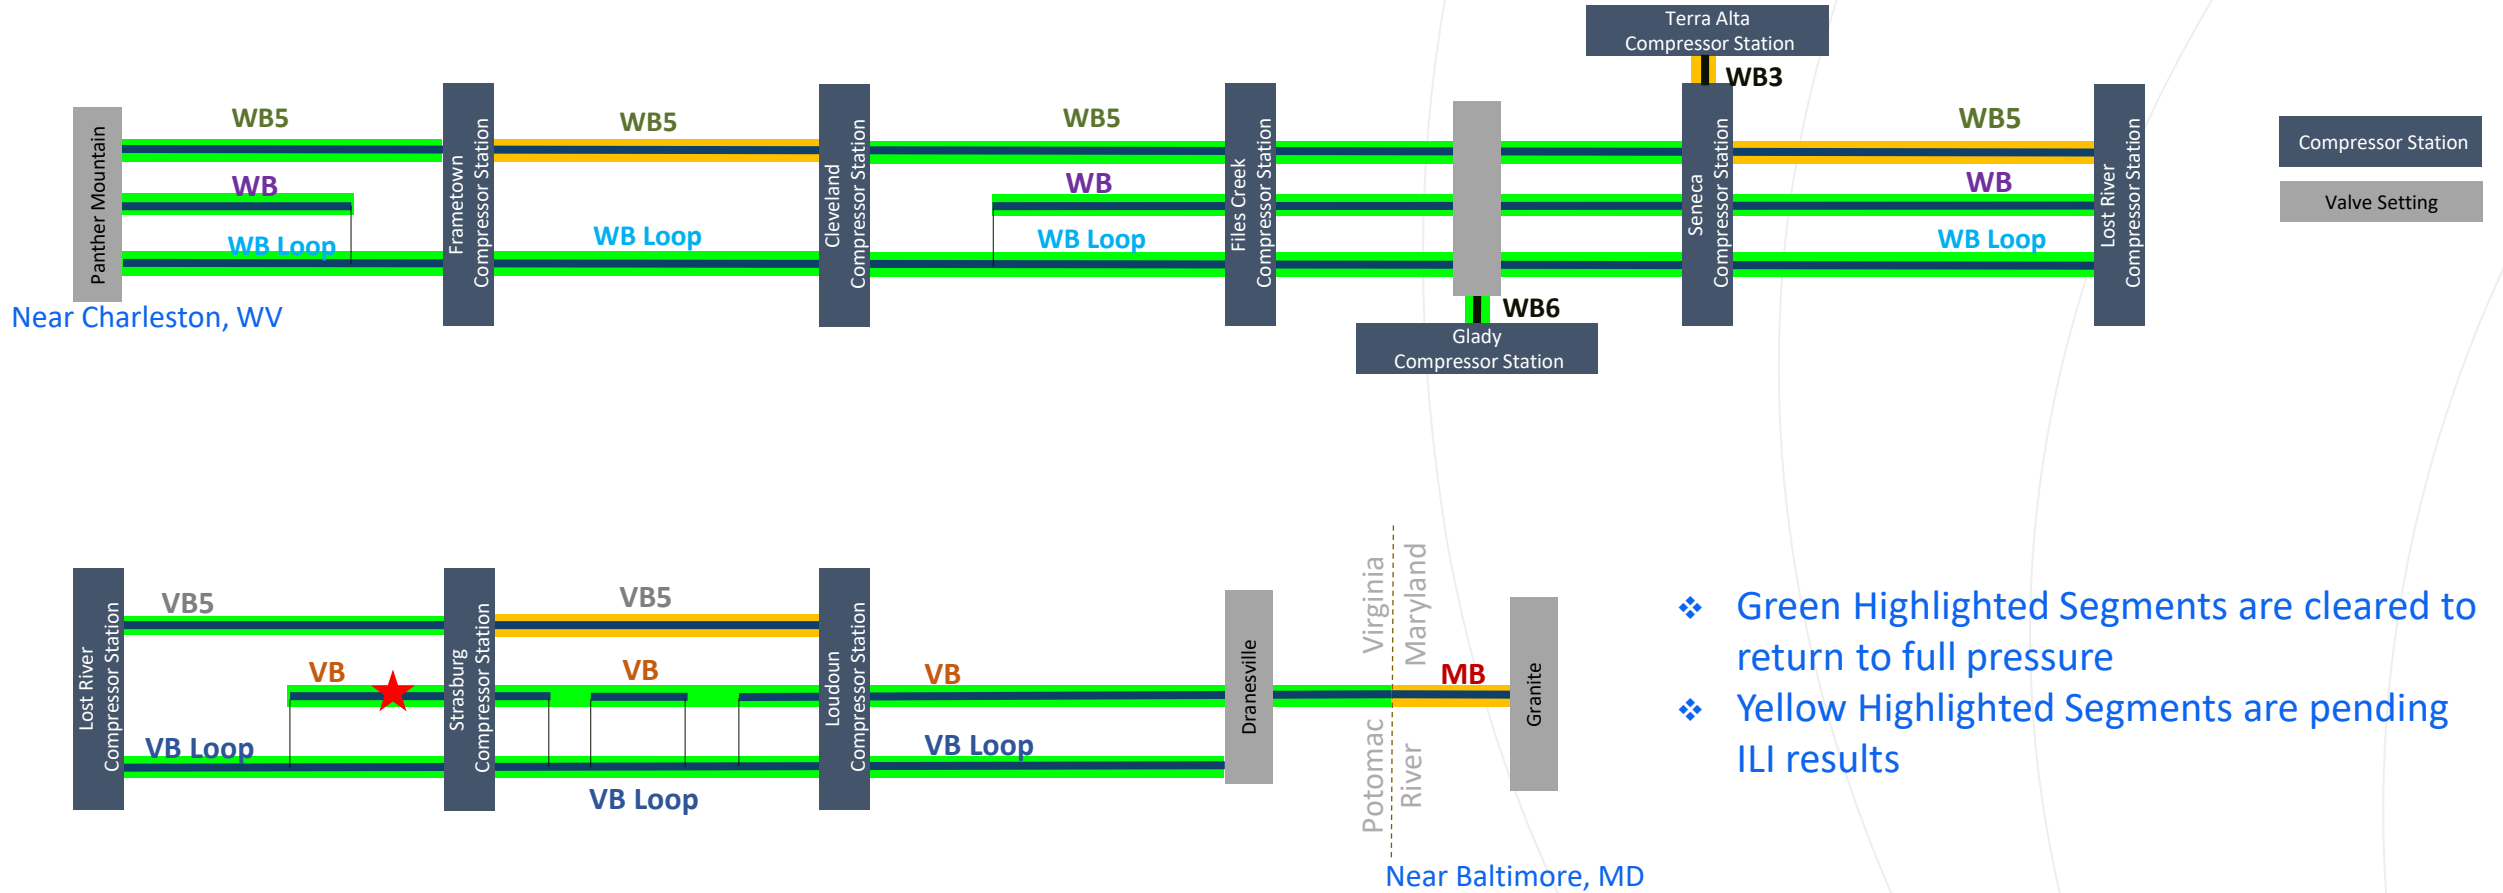 Terra Alta
Compressor Station
WB3
WB5
WB5
WB5
WB5
Compressor Station
Valve Setting
Panther Mountain
Frametown
Compressor Station
Cleveland
Compressor Station
Files Creek
Compressor Station
Seneca
Compressor Station
Lost River
Compressor Station
WB
WB
WB
WB Loop
WB Loop
WB Loop
WB Loop
Near Charleston, WV
WB6
Glady
Compressor Station
VB5
VB5
Lost River
Compressor Station
Strasburg
Compressor Station
Loudoun
Compressor Station
Dranesville
Granite
Virginia
Maryland
VB
VB
VB
MB
VB Loop
VB Loop
VB Loop
Potomac
River
Near Baltimore, MD
❖ Green Highlighted Segments are cleared to
return to full pressure
❖ Yellow Highlighted Segments are pending
ILI results